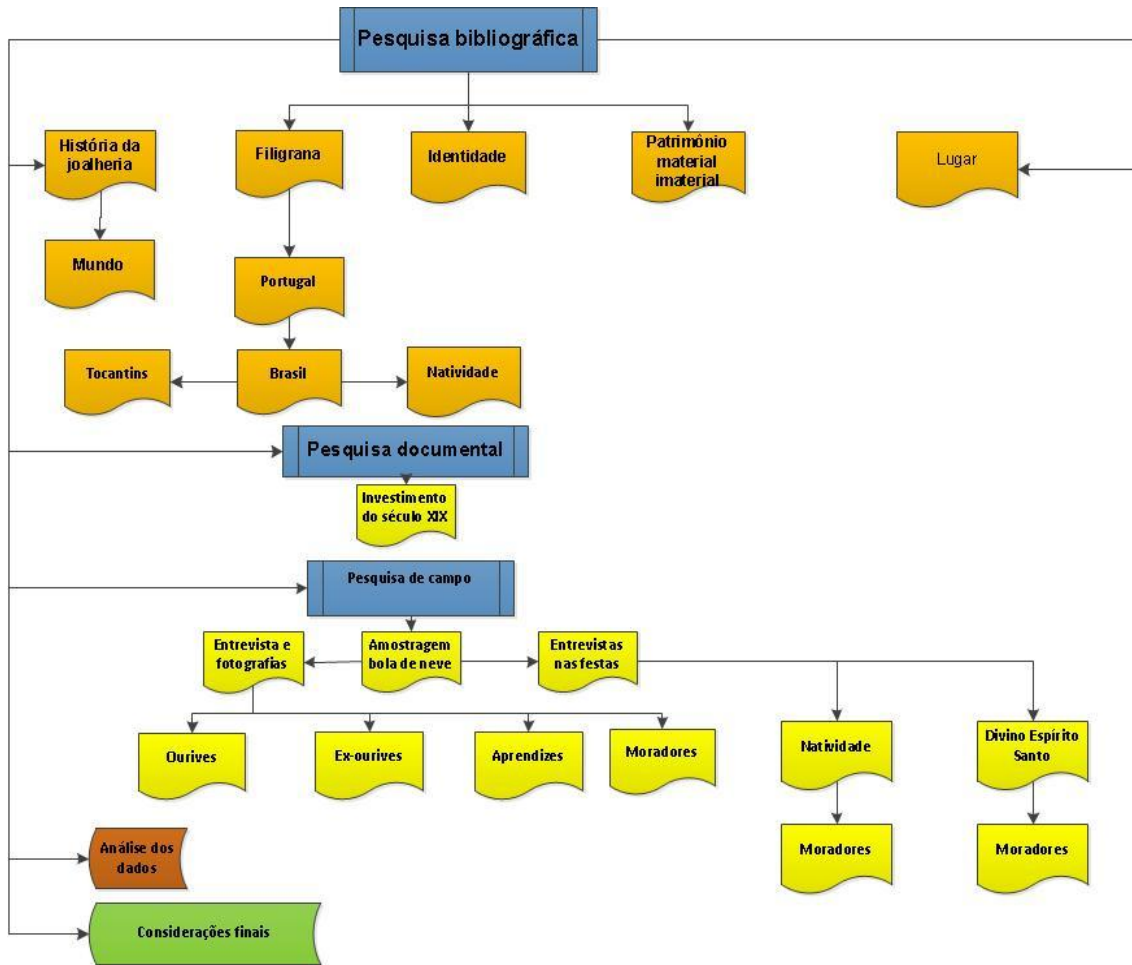 Pesquisa bibliográfica
História da
joalheria
Filigrana
Identidade
Patrimônio
material
imaterial
Lugar
Mundo
Portugal
Tocantins
Brasil
Natividade
Pesquisa documental
Investimento
do século XIX
Pesquisa de campo
Entrevista e
fotografias
Amostragem
bola de neve
Entrevistas
nas festas
Ourives
Ex-ourives
Aprendizes
Moradores
Natividade
Divino Espírito
Santo
Moradores
Moradores
Análise dos
dados
Considerações finais